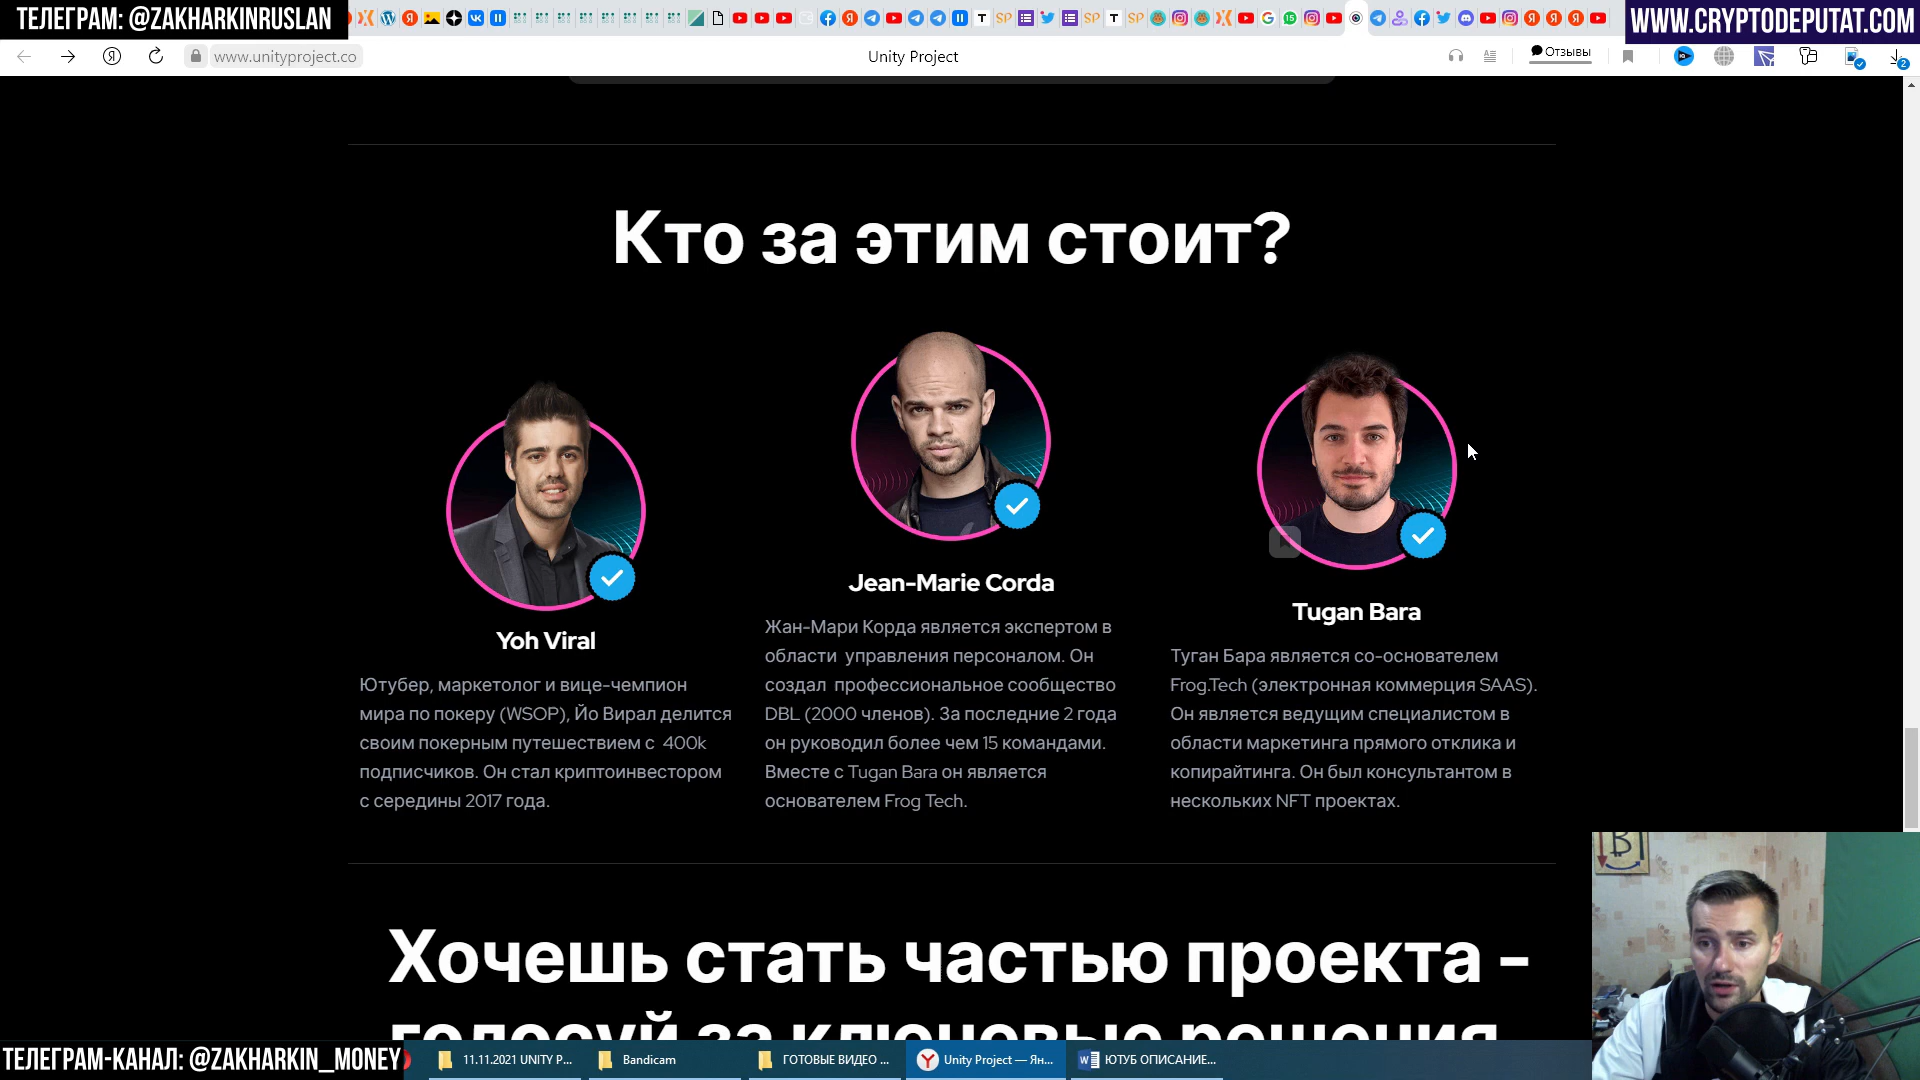 ТЕЛЕГРАМ: @ZAKHARKINRUSLAN
WWW.CRYPTODEPUTAT.COM
www.unityproject.co
Unity Project
Отзывы
Кто за этим стоит?
Yoh Viral
Ютубер, маркетолог и вице-чемпион
мира по покеру (WSOP), Йо Вирал делится
своим покерным путешествием с 400k
подписчиков. Он стал криптоинвестором
с середины 2017 года.
Jean-Marie Corda
Жан-Мари Корда является экспертом в
области управления персоналом. Он
создал профессиональное сообщество
DBL (2000 членов). За последние 2 года
он руководил более чем 15 командами.
Вместе с Tugan Bara он является
основателем Frog Tech.
Tugan Bara
Туган Бара является со-основателем
Frog.Tech (электронная коммерция SAAS).
Он является ведущим специалистом в
области маркетинга прямого отклика и
копирайтинга. Он был консультантом в
нескольких NFT проектах.
Хочешь стать частью проекта -
голосуй за ключевые решения
ТЕЛЕГРАМ-КАНАЛ: @ZAKHARKIN_MONEY
11.11.2021 UNITY P...
Bandicam
ГОТОВЫЕ ВИДЕО ...
Unity Project — Ян...
ЮТУБ ОПИСАНИЕ...